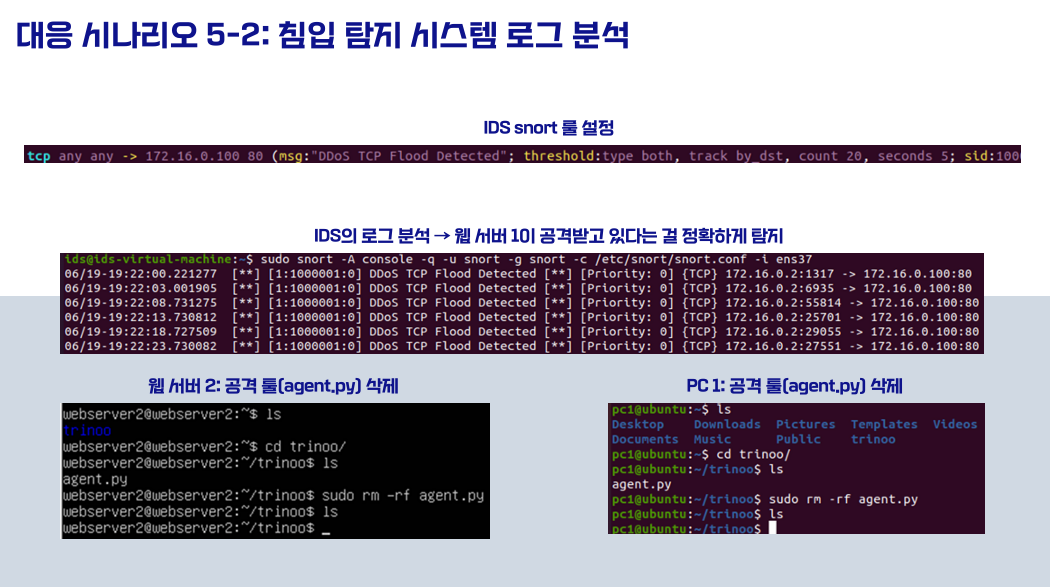 대응 시나리오 5-2: 침입 탐지 시스템 로그 분석
IDS snort 룰 설정
tcp any any -> 172.16.0.100 80 (msg:"DDoS TCP Flood Detected"; threshold:type both, track by_dst, count 20, seconds 5; sid:100
IDS의 로그 분석 → 웹 서버 1이 공격받고 있다는 걸 정확하게 탐지
ids@ids-virtual-machine:~$ sudo snort -A console -q -u snort -g snort -c /etc/snort/snort.conf -i ens37
06/19-19:22:00.221277 [**] [1:1000001:0] DDoS TCP Flood Detected [**] [Priority: 0] {TCP} 172.16.0.2:1317 -> 172.16.0.100:80
06/19-19:22:03.001905 [**] [1:1000001:0] DDoS TCP Flood Detected [**] [Priority: 0] {TCP} 172.16.0.2:6935 -> 172.16.0.100:80
06/19-19:22:08.731275 [**] [1:1000001:0] DDoS TCP Flood Detected [**] [Priority: 0] {TCP} 172.16.0.2:55814 -> 172.16.0.100:80
06/19-19:22:13.730812 [**] [1:1000001:0] DDoS TCP Flood Detected [**] [Priority: 0] {TCP} 172.16.0.2:25701 -> 172.16.0.100:80
06/19-19:22:18.727509 [**] [1:1000001:0] DDoS TCP Flood Detected [**] [Priority: 0] {TCP} 172.16.0.2:29055 -> 172.16.0.100:80
06/19-19:22:23.730082 [**] [1:1000001:0] DDoS TCP Flood Detected [**] [Priority: 0] {TCP} 172.16.0.2:27551 -> 172.16.0.100:80
웹 서버 2: 공격 툴(agent.py) 삭제
webserver2@webserver2:~$ ls
trinoo
webserver2@webserver2:~$ cd trinoo/
webserver2@webserver2:~/trinoo$ ls
agent.py
webserver2@webserver2:~/trinoo$ sudo rm -rf agent.py
webserver2@webserver2:~/trinoo$ ls
webserver2@webserver2:~/trinoo$ _
PC 1: 공격 툴(agent.py) 삭제
pc1@ubuntu:~$ ls
Desktop Downloads Pictures Templates Videos
Documents Music Public trinoo
pc1@ubuntu:~$ cd trinoo/
pc1@ubuntu:~/trinoo$ ls
agent.py
pc1@ubuntu:~/trinoo$ sudo rm -rf agent.py
pc1@ubuntu:~/trinoo$ ls
pc1@ubuntu:~/trinoo$